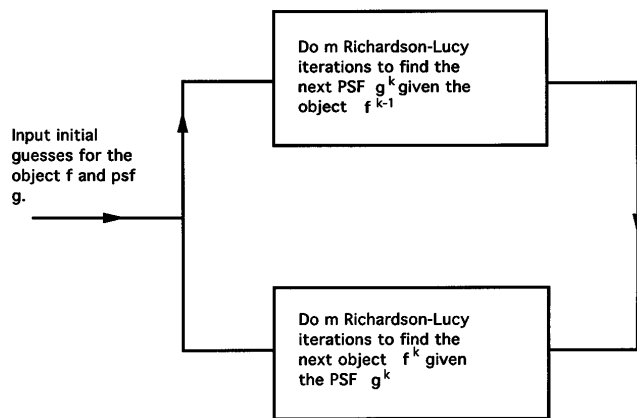 Do m Richardson-Lucy
iterations to find the
next PSF g^k given the
object f^k-1
Input initial
guesses for the
object f and psf
g.
Do m Richardson-Lucy
iterations to find the
next object f^k given
the PSF g^k